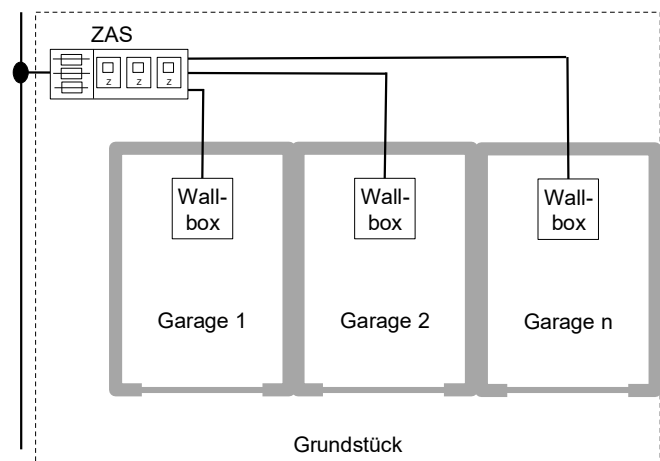 ZAS
z z z
Wall-
box
Wall-
box
Wall-
box
Garage 1
Garage 2
Garage n
Grundstück